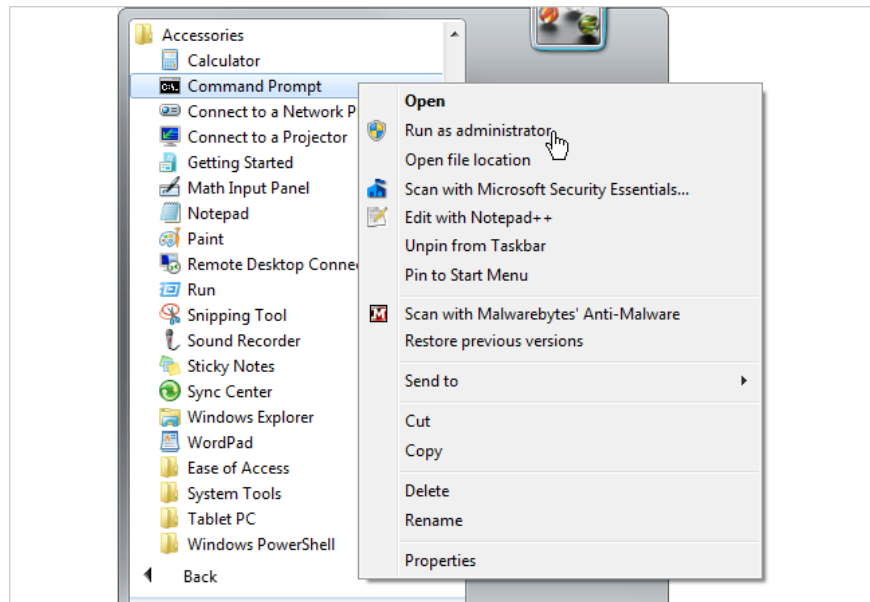 Accessories
Calculator
Command Prompt
Connect to a Network P
Connect to a Projector
Getting Started
Math Input Panel
Notepad
Paint
Remote Desktop Conne
Run
Snipping Tool
Sound Recorder
Sticky Notes
Sync Center
Windows Explorer
WordPad
Ease of Access
System Tools
Tablet PC
Windows PowerShell
Back
Open
Run as administrator
Open file location
Scan with Microsoft Security Essentials...
Edit with Notepad++
Unpin from Taskbar
Pin to Start Menu
Scan with Malwarebytes' Anti-Malware
Restore previous versions
Send to
Cut
Copy
Delete
Rename
Properties